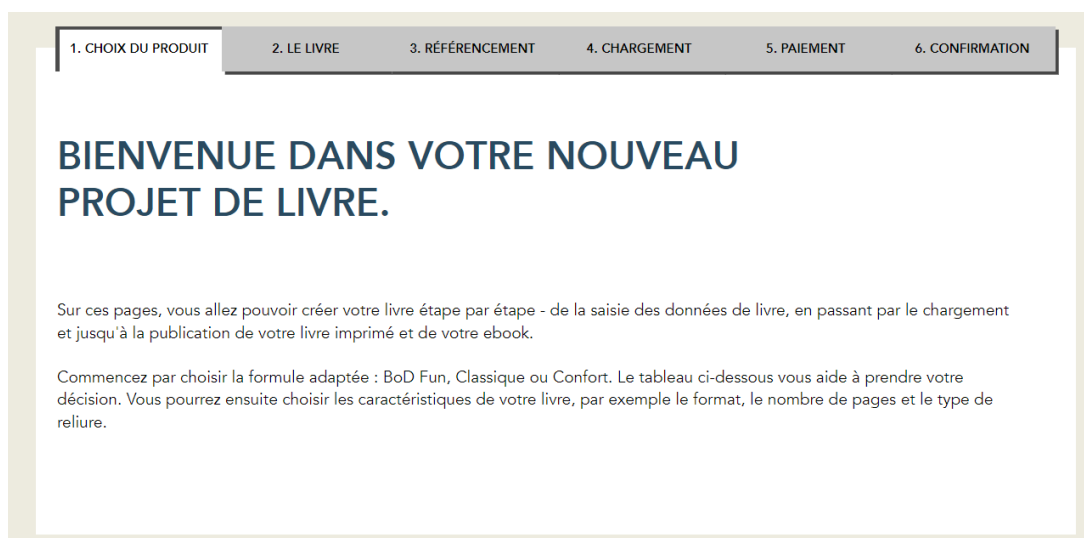 1. CHOIX DU PRODUIT 2. LE LIVRE 3. RÉFÉRENCEMENT 4. CHARGEMENT 5. PAIEMENT 6. CONFIRMATION
BIENVENUE DANS VOTRE NOUVEAU
PROJET DE LIVRE.
Sur ces pages, vous allez pouvoir créer votre livre étape par étape - de la saisie des données de livre, en passant par le chargement
et jusqu'à la publication de votre livre imprimé et de votre ebook.
Commencez par choisir la formule adaptée : BoD Fun, Classique ou Confort. Le tableau ci-dessous vous aide à prendre votre
décision. Vous pourrez ensuite choisir les caractéristiques de votre livre, par exemple le format, le nombre de pages et le type de
reliure.